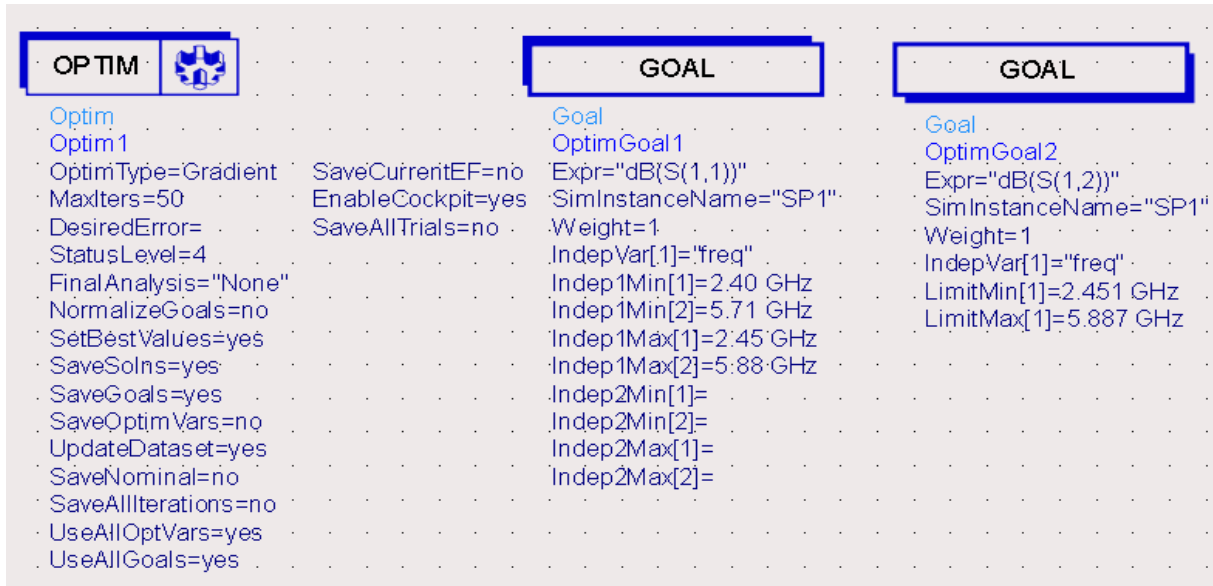 OPTIM
Optim
Optim1
OptimType=Gradient
MaxIters=50
DesiredError=
StatusLevel=4
FinalAnalysis="None"
NormalizeGoals=no
SetBestValues=yes
SaveSolns=yes
SaveGoals=yes
SaveOptimVars=no
UpdateDataset=yes
SaveNominal=no
SaveAllIterations=no
UseAllOptVars=yes
UseAllGoals=yes
SaveCurrentEF=no
EnableCockpit=yes
SaveAllTrials=no
GOAL
Goal
OptimGoal1
Expr="dB(S(1,1))"
SimInstanceName="SP1"
Weight=1
IndepVar[1]="freq"
Indep1Min[1]=2.40 GHz
Indep1Min[2]=5.71 GHz
Indep1Max[1]=2.45 GHz
Indep1Max[2]=5.88 GHz
Indep2Min[1]=
Indep2Min[2]=
Indep2Max[1]=
Indep2Max[2]=
GOAL
Goal
OptimGoal2
Expr="dB(S(1,2))"
SimInstanceName="SP1"
Weight=1
IndepVar[1]="freq"
LimitMin[1]=2.451 GHz
LimitMax[1]=5.887 GHz